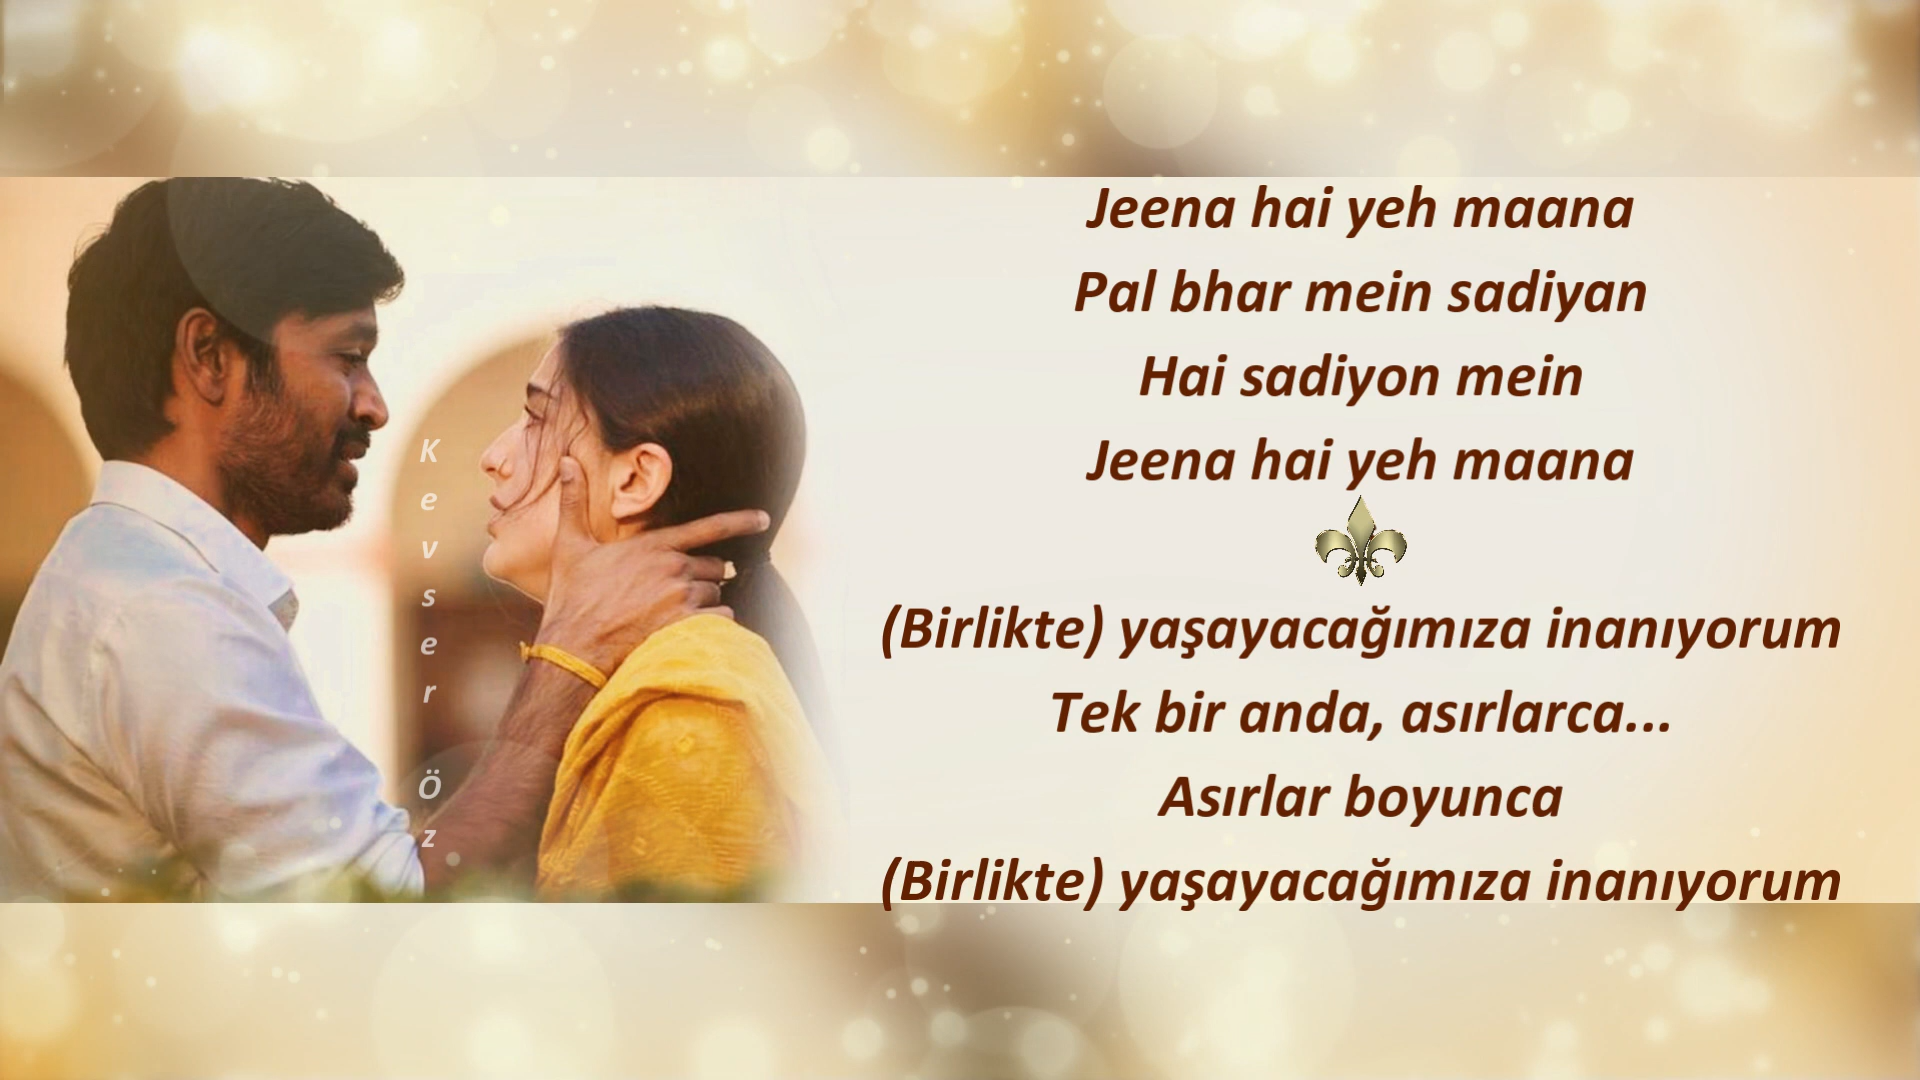 Jeena hai yeh maana
Pal bhar mein sadiyan
Hai sadiyon mein
Jeena hai yeh maana
(Birlikte) yaşayacağımıza inanıyorum
Tek bir anda, asırlarca...
Asırlar boyunca
(Birlikte) yaşayacağımıza inanıyorum
Kevser Öz